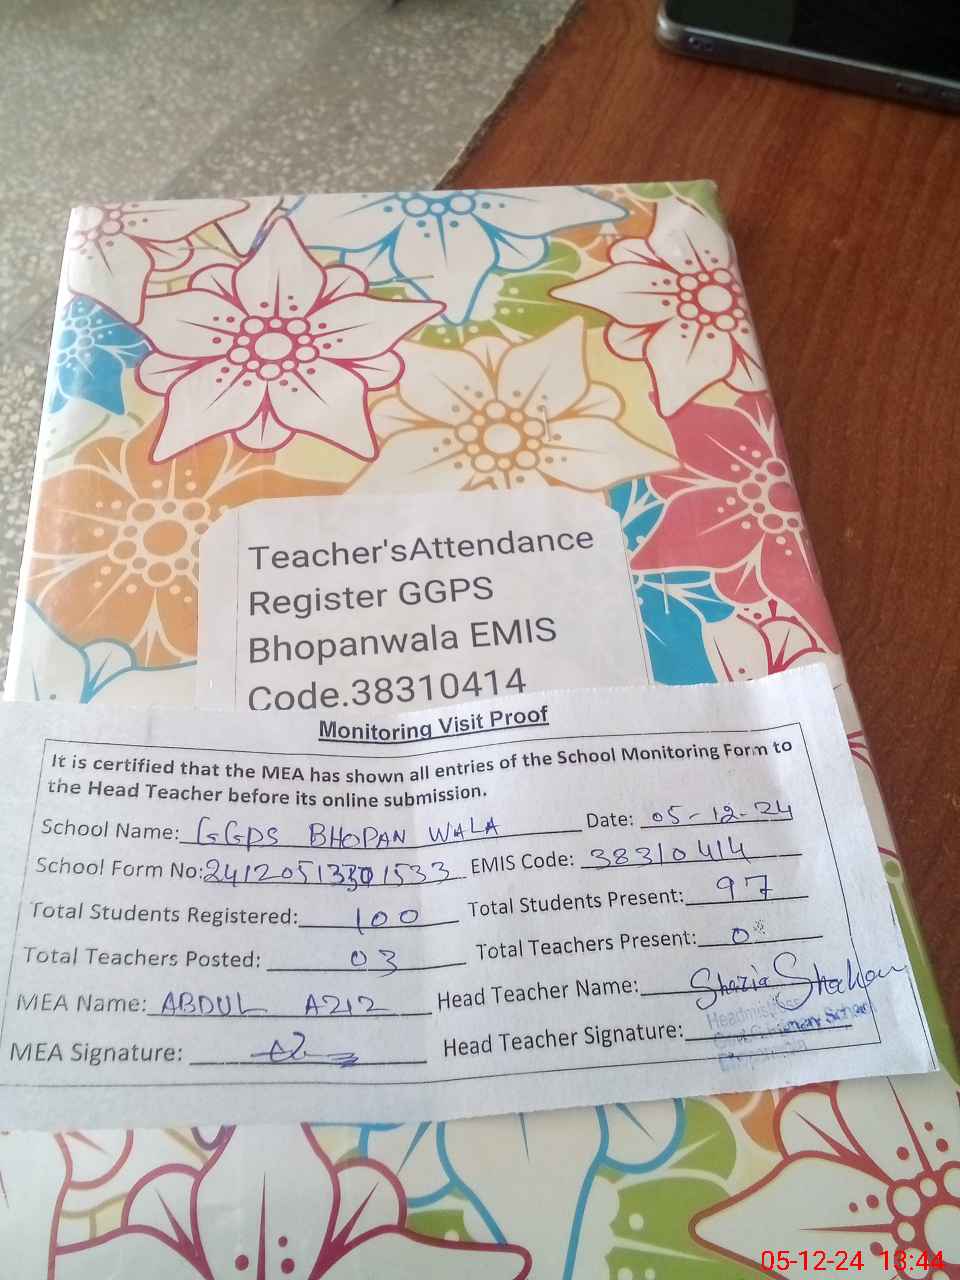 Teacher'sAttendance
Register GGPS
Bhopanwala EMIS
Code.38310414
Monitoring Visit Proof
It is certified that the MEA has shown all entries of the School Monitoring Form to
the Head Teacher before its online submission.
School Name: GGPS BHOPAN WALA Date: 05-12-24
School Form No: EMIS Code: 38310414
Total Students Registered: 100 Total Students Present: 97
Total Teachers Posted: 03 Total Teachers Present:
MEA Name: ABDUL AZIZ Head Teacher Name: Shazia
MEA Signature: Head Teacher Signature:
05-12-24 13:44